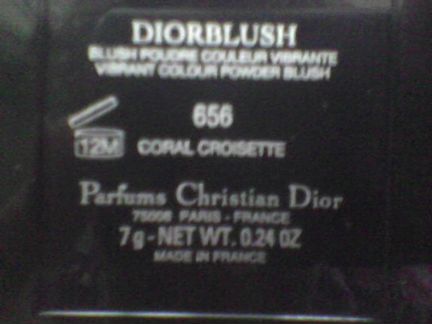 DIORBLUSH
BLUSH POUDRE COULEUR VIBRANTE
VIBRANT COLOUR POWDER BLUSH
656
12M CORAL CROISETTE
Parfums Christian Dior
75008 PARIS - FRANCE
7g - NET WT. 0.24 OZ
MADE IN FRANCE